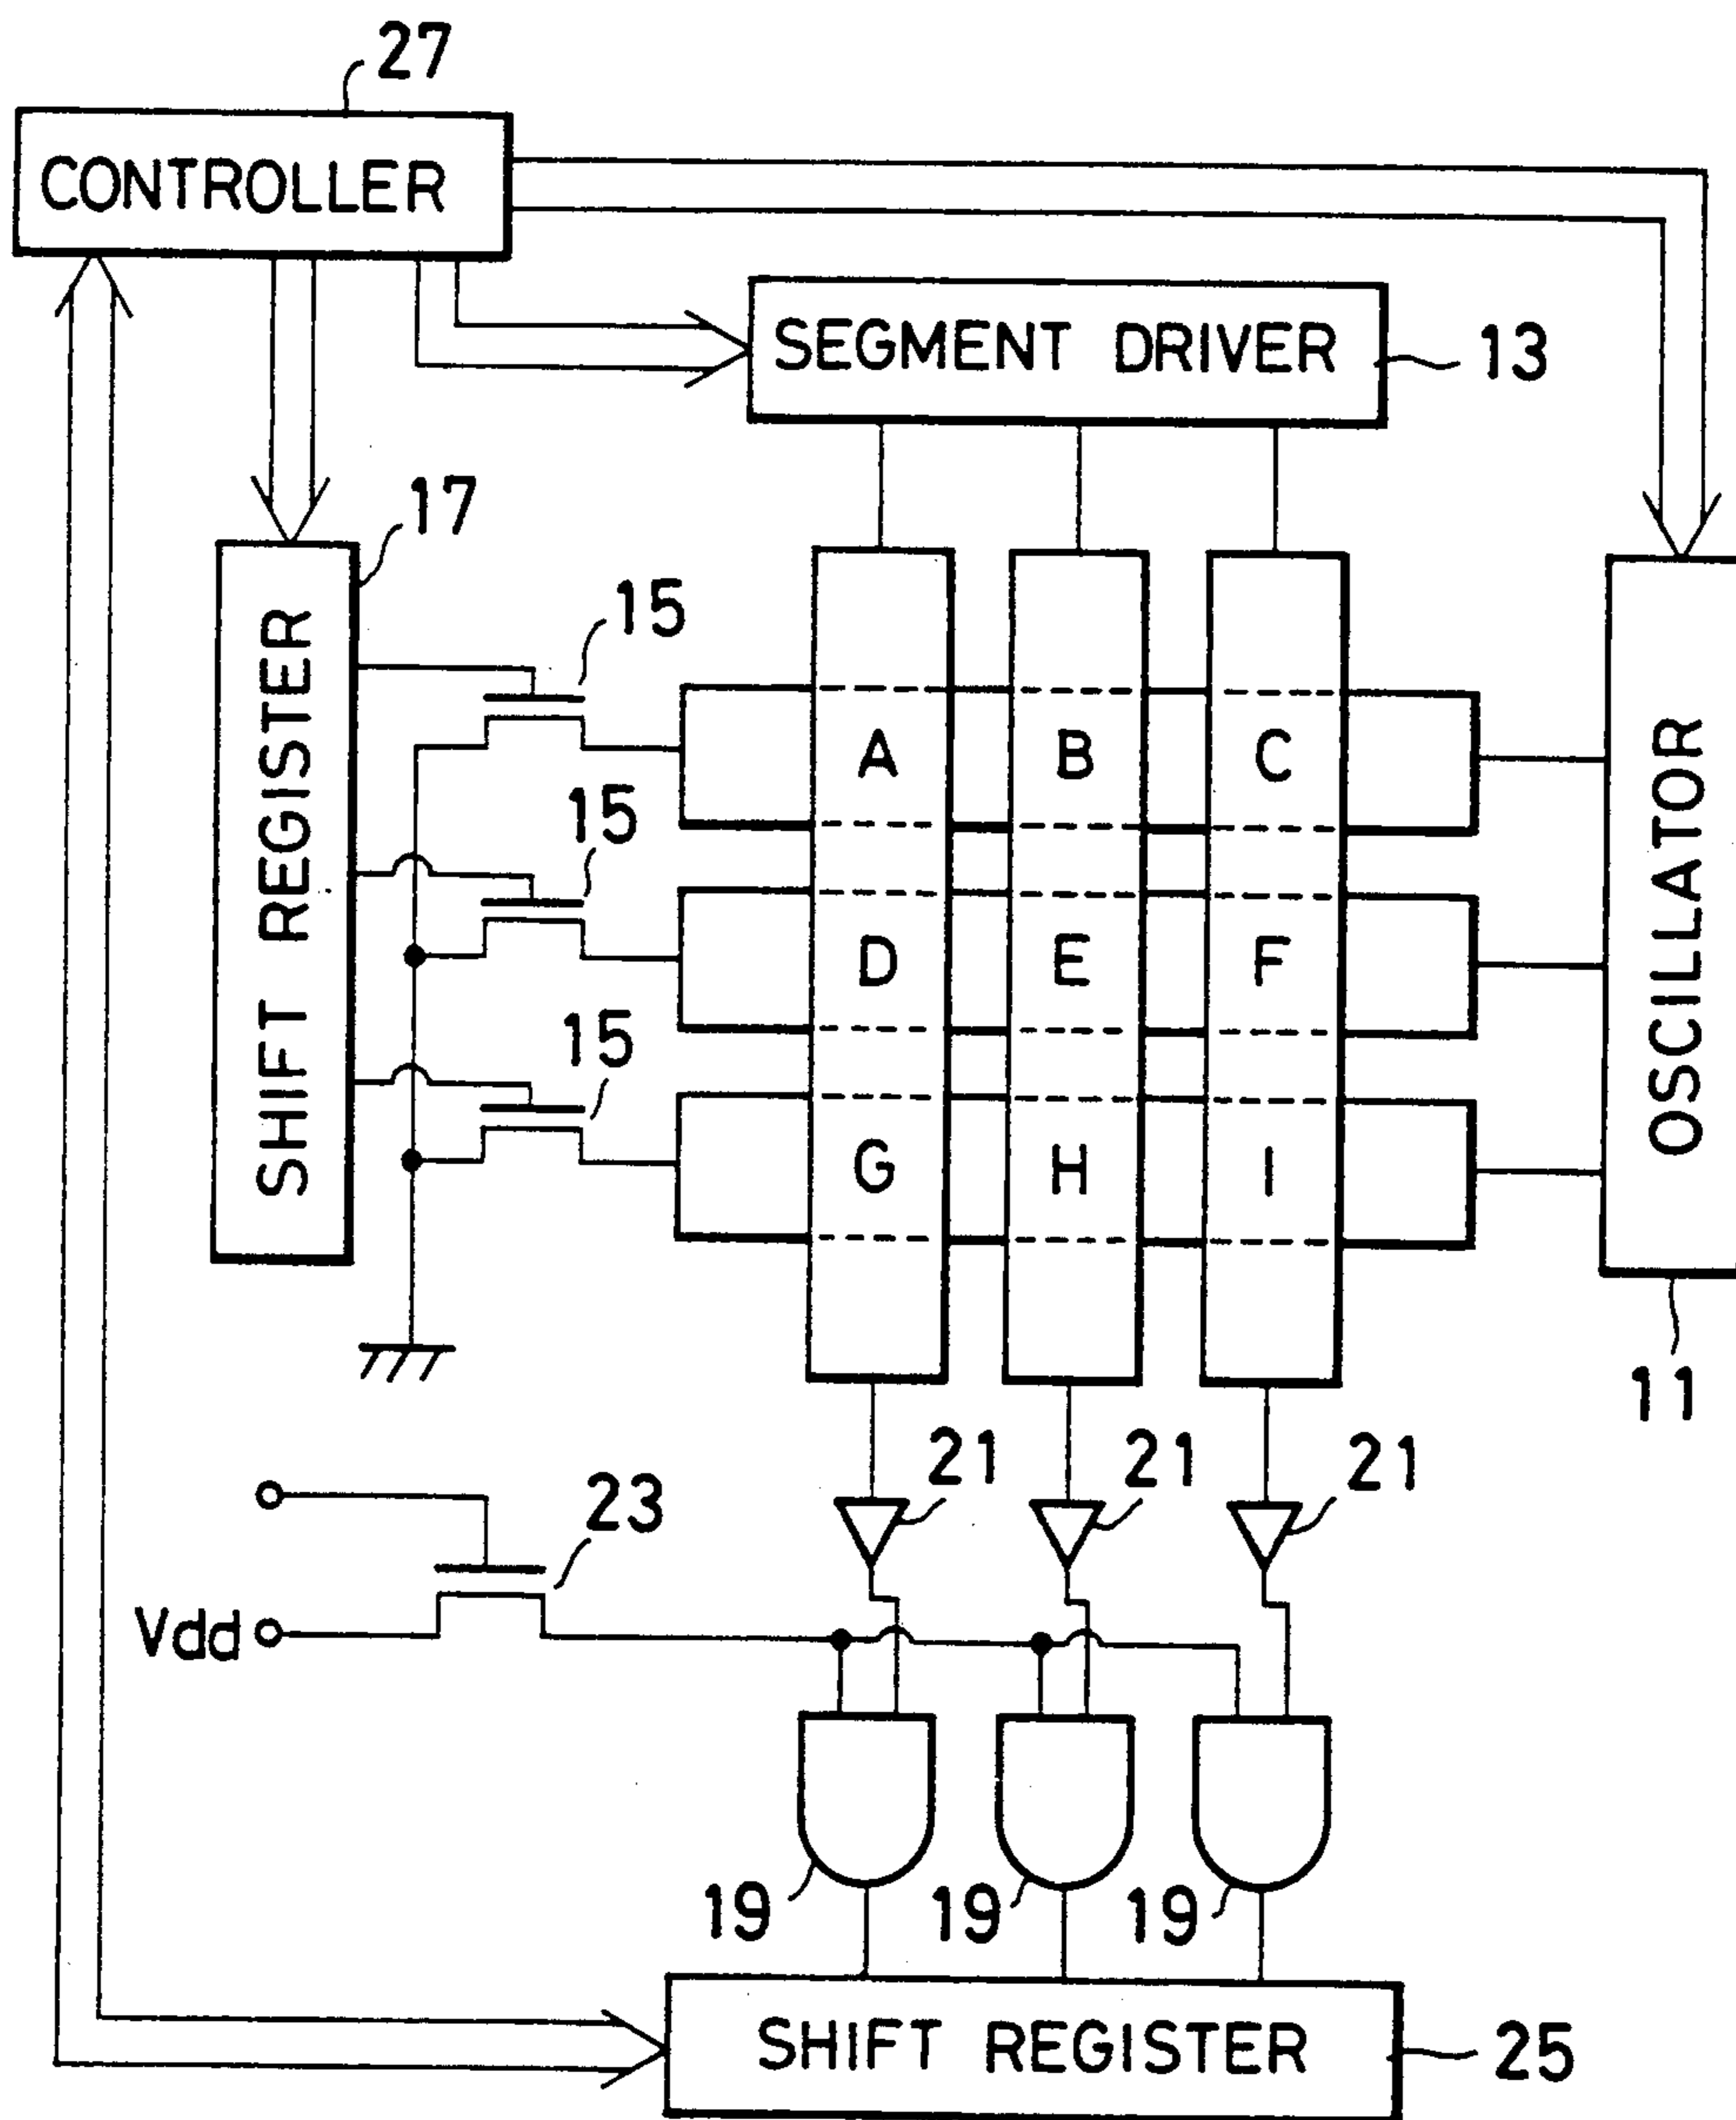 27
CONTROLLER
SEGMENT DRIVER
13
17
15
SHIFT REGISTER
A B C
15
D E F
15
G H I
OSCILLATOR
11
21 21 21
23
Vdd
19 19 19
SHIFT REGISTER
25